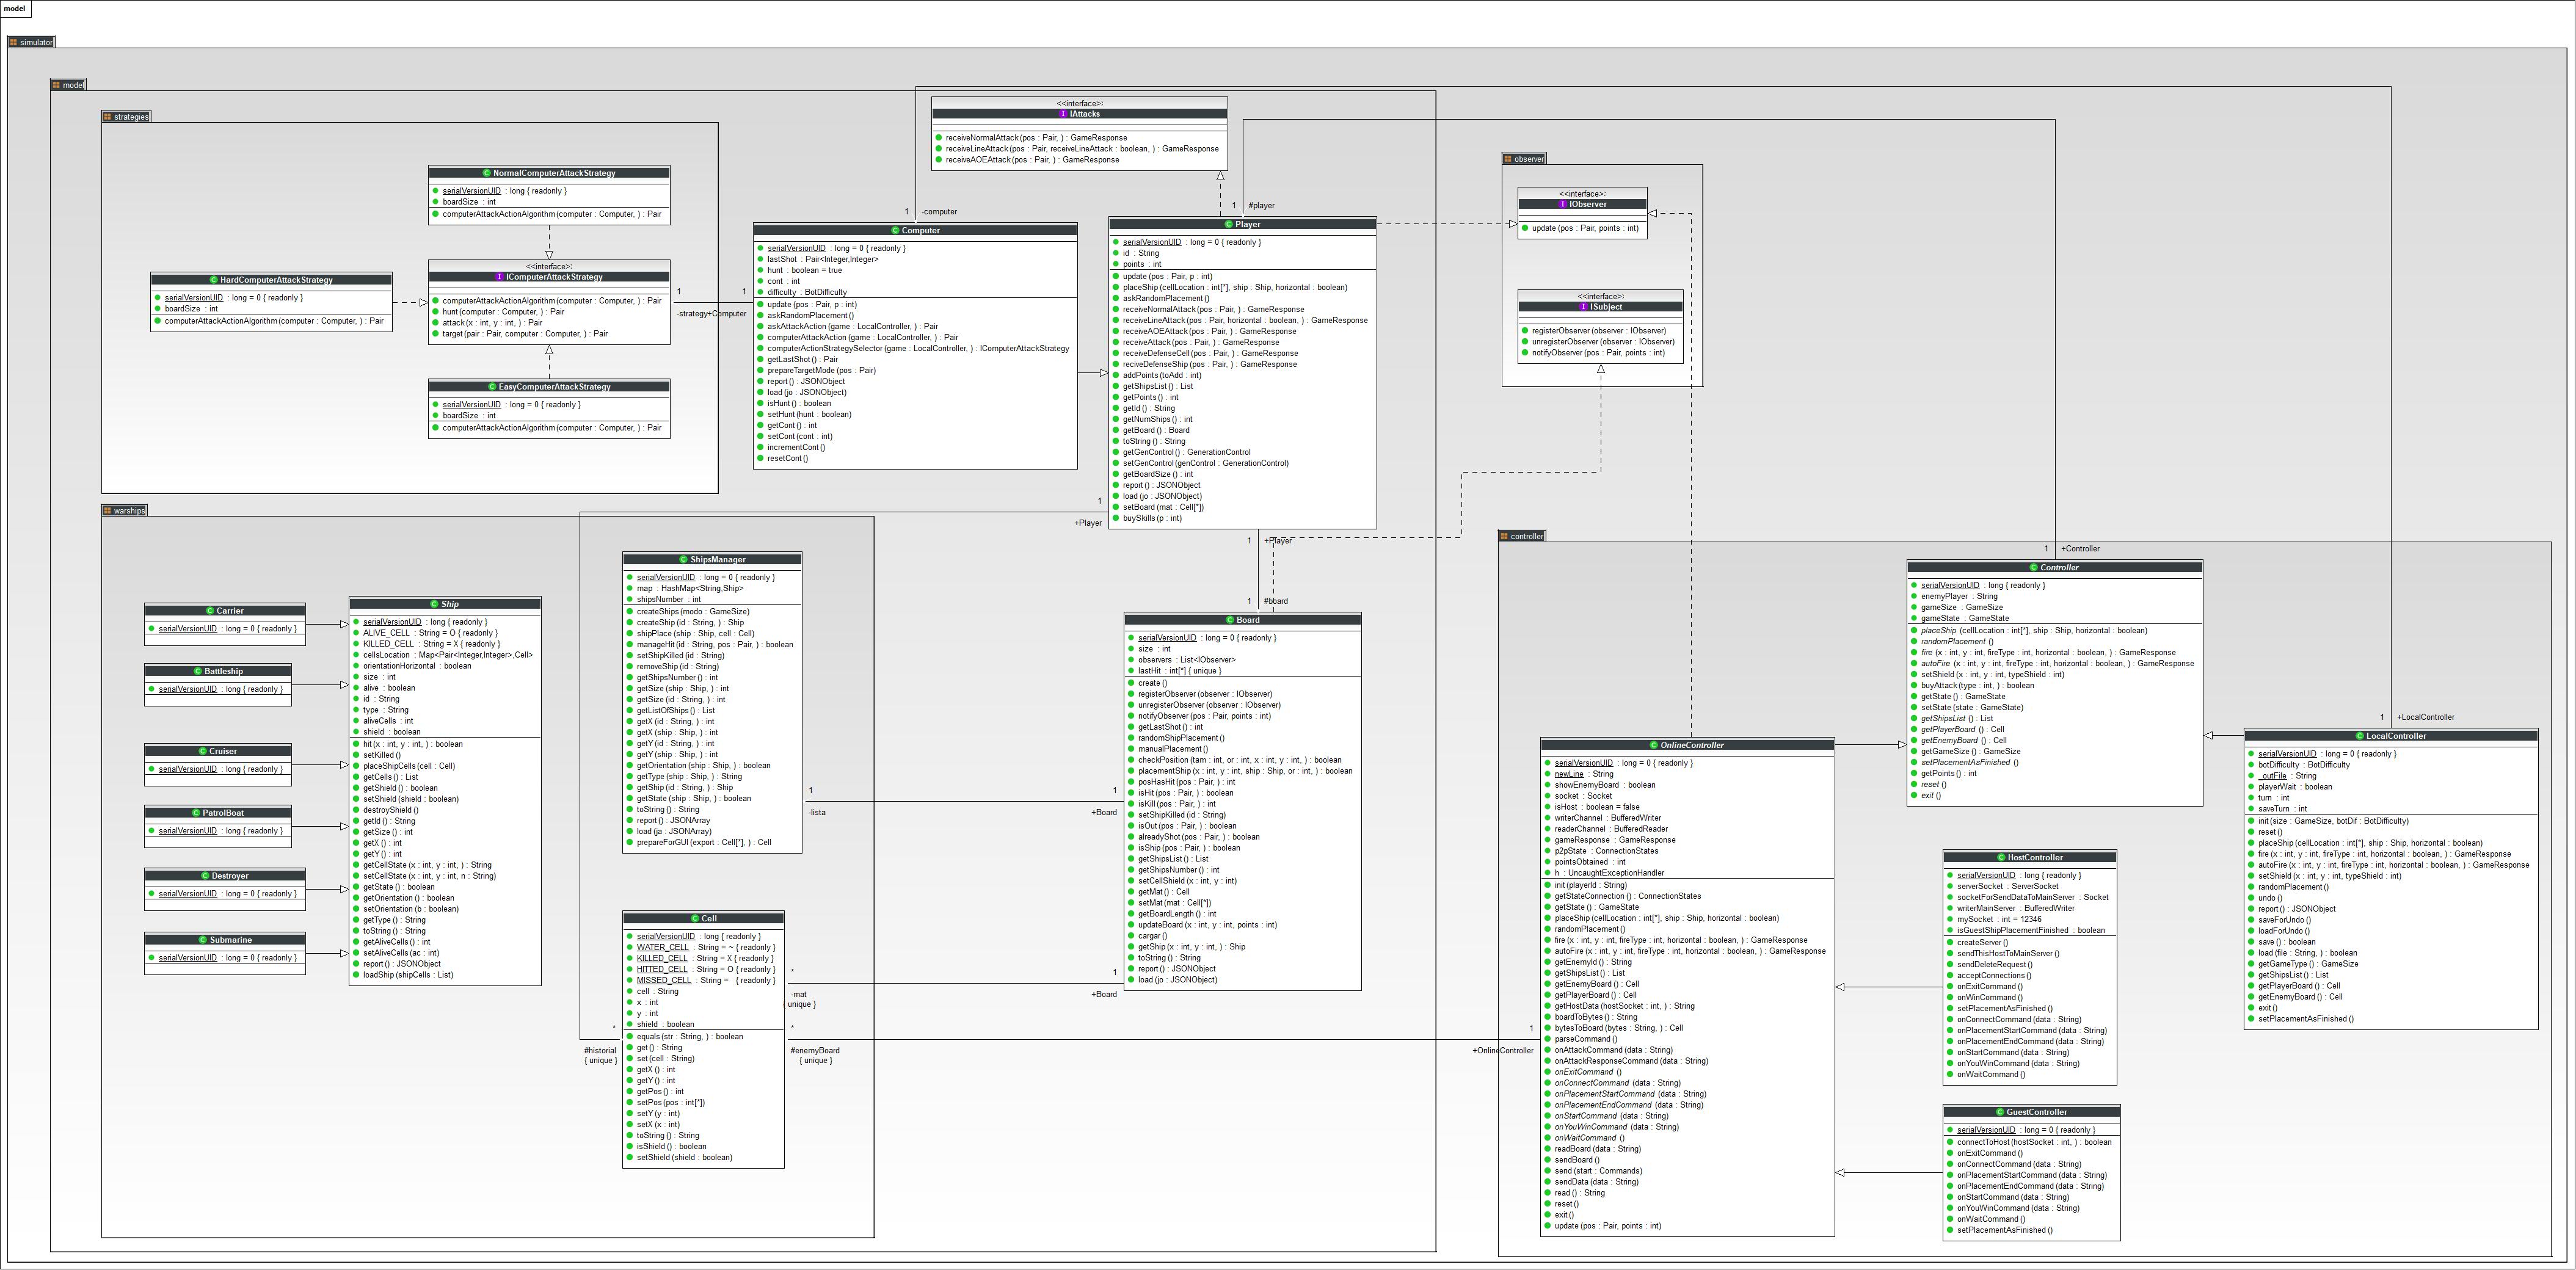 model
simulator
model
strategies
NormalComputerAttackStrategy
serialVersionUID : long { readonly }
boardSize : int
computerAttackActionAlgorithm (computer : Computer, ) : Pair
HardComputerAttackStrategy
serialVersionUID : long = 0 { readonly }
boardSize : int
computerAttackActionAlgorithm (computer : Computer, ) : Pair
<<interface>>:
IComputerAttackStrategy
computerAttackActionAlgorithm (computer : Computer, ) : Pair
hunt (computer : Computer, ) : Pair
attack (x : int, y : int, ) : Pair
target (pair : Pair, computer : Computer, ) : Pair
EasyComputerAttackStrategy
serialVersionUID : long = 0 { readonly }
boardSize : int
computerAttackActionAlgorithm (computer : Computer, ) : Pair
1
1
-strategy+Computer
<<interface>>:
IAttacks
receiveNormalAttack (pos : Pair, ) : GameResponse
receiveLineAttack (pos : Pair, receiveLineAttack : boolean, ) : GameResponse
receiveAOEAttack (pos : Pair, ) : GameResponse
1
-computer
Computer
serialVersionUID : long = 0 { readonly }
lastShot : Pair<Integer,Integer>
hunt : boolean = true
cont : int
difficulty : BotDifficulty
update (pos : Pair, p : int)
askRandomPlacement ()
askAttackAction (game : LocalController, ) : Pair
computerAttackAction (game : LocalController, ) : Pair
computerActionStrategySelector (game : LocalController, ) : IComputerAttackStrategy
getLastShot () : Pair
prepareTargetMode (pos : Pair)
report () : JSONObject
load (jo : JSONObject)
isHunt () : boolean
setHunt (hunt : boolean)
getCont () : int
setCont (cont : int)
incrementCont ()
resetCont ()
1
#player
Player
serialVersionUID : long = 0 { readonly }
id : String
points : int
update (pos : Pair, p : int)
placeShip (cellLocation : int[*], ship : Ship, horizontal : boolean)
askRandomPlacement ()
receiveNormalAttack (pos : Pair, ) : GameResponse
receiveLineAttack (pos : Pair, horizontal : boolean, ) : GameResponse
receiveAOEAttack (pos : Pair, ) : GameResponse
receiveAttack (pos : Pair, ) : GameResponse
receiveDefenseCell (pos : Pair, ) : GameResponse
reciveDefenseShip (pos : Pair, ) : GameResponse
addPoints (toAdd : int)
getShipsList () : List
getPoints () : int
getId () : String
getNumShips () : int
getBoard () : Board
toString () : String
getGenControl () : GenerationControl
setGenControl (genControl : GenerationControl)
getBoardSize () : int
report () : JSONObject
load (jo : JSONObject)
setBoard (mat : Cell[*])
buySkills (p : int)
1
+Player
1
+Player
1
#board
observer
<<interface>>:
IObserver
update (pos : Pair, points : int)
<<interface>>:
ISubject
registerObserver (observer : IObserver)
unregisterObserver (observer : IObserver)
notifyObserver (pos : Pair, points : int)
warships
Carrier
serialVersionUID : long = 0 { readonly }
Battleship
serialVersionUID : long { readonly }
Cruiser
serialVersionUID : long { readonly }
PatrolBoat
serialVersionUID : long { readonly }
Destroyer
serialVersionUID : long = 0 { readonly }
Submarine
serialVersionUID : long = 0 { readonly }
Ship
serialVersionUID : long { readonly }
ALIVE_CELL : String = O { readonly }
KILLED_CELL : String = X { readonly }
cellsLocation : Map<Pair<Integer,Integer>,Cell>
orientationHorizontal : boolean
size : int
alive : boolean
id : String
type : String
aliveCells : int
shield : boolean
hit (x : int, y : int, ) : boolean
setKilled ()
placeShipCells (cell : Cell)
getCells () : List
getShield () : boolean
setShield (shield : boolean)
destroyShield ()
getId () : String
getSize () : int
getX () : int
getY () : int
getCellState (x : int, y : int, ) : String
setCellState (x : int, y : int, n : String)
getState () : boolean
getOrientation () : boolean
setOrientation (b : boolean)
getType () : String
toString () : String
getAliveCells () : int
setAliveCells (ac : int)
report () : JSONObject
loadShip (shipCells : List)
ShipsManager
serialVersionUID : long = 0 { readonly }
map : HashMap<String,Ship>
shipsNumber : int
createShips (modo : GameSize)
createShip (id : String, ) : Ship
shipPlace (ship : Ship, cell : Cell)
manageHit (id : String, pos : Pair, ) : boolean
setShipKilled (id : String)
removeShip (id : String)
getShipsNumber () : int
getSize (ship : Ship, ) : int
getSize (id : String, ) : int
getListOfShips () : List
getX (id : String, ) : int
getX (ship : Ship, ) : int
getY (id : String, ) : int
getY (ship : Ship, ) : int
getOrientation (ship : Ship, ) : boolean
getType (ship : Ship, ) : String
getShip (id : String, ) : Ship
getState (ship : Ship, ) : boolean
toString () : String
report () : JSONArray
load (ja : JSONArray)
prepareForGUI (export : Cell[*], ) : Cell
1
-lista
1
+Board
Cell
serialVersionUID : long { readonly }
WATER_CELL : String = ~ { readonly }
KILLED_CELL : String = X { readonly }
HITTED_CELL : String = O { readonly }
MISSED_CELL : String = { readonly }
cell : String
x : int
y : int
shield : boolean
equals (str : String, ) : boolean
get () : String
set (cell : String)
getX () : int
getY () : int
getPos () : int
setPos (pos : int[*])
setY (y : int)
setX (x : int)
toString () : String
isShield () : boolean
setShield (shield : boolean)
*
-mat
{ unique }
1
+Board
*
#historial
{ unique }
*
#enemyBoard
{ unique }
1
+OnlineController
Board
serialVersionUID : long = 0 { readonly }
size : int
observers : List<IObserver>
lastHit : int[*] { unique }
create ()
registerObserver (observer : IObserver)
unregisterObserver (observer : IObserver)
notifyObserver (pos : Pair, points : int)
getLastShot () : int
randomShipPlacement ()
manualPlacement ()
checkPosition (tam : int, or : int, x : int, y : int, ) : boolean
placementShip (x : int, y : int, ship : Ship, or : int, ) : boolean
posHasHit (pos : Pair, ) : int
isHit (pos : Pair, ) : boolean
isKill (pos : Pair, ) : int
setShipKilled (id : String)
isOut (pos : Pair, ) : boolean
alreadyShot (pos : Pair, ) : boolean
isShip (pos : Pair, ) : boolean
getShipsList () : List
getShipsNumber () : int
setCellShield (x : int, y : int)
getMat () : Cell
setMat (mat : Cell[*])
getBoardLength () : int
updateBoard (x : int, y : int, points : int)
cargar ()
getShip (x : int, y : int, ) : Ship
toString () : String
report () : JSONObject
load (jo : JSONObject)
controller
1
+Controller
Controller
serialVersionUID : long { readonly }
enemyPlayer : String
gameSize : GameSize
gameState : GameState
placeShip (cellLocation : int[*], ship : Ship, horizontal : boolean)
randomPlacement ()
fire (x : int, y : int, fireType : int, horizontal : boolean, ) : GameResponse
autoFire (x : int, y : int, fireType : int, horizontal : boolean, ) : GameResponse
setShield (x : int, y : int, typeShield : int)
buyAttack (type : int, ) : boolean
getState () : GameState
setState (state : GameState)
getShipsList () : List
getPlayerBoard () : Cell
getEnemyBoard () : Cell
getGameSize () : GameSize
setPlacementAsFinished ()
getPoints () : int
reset ()
exit ()
OnlineController
serialVersionUID : long = 0 { readonly }
newLine : String
showEnemyBoard : boolean
socket : Socket
isHost : boolean = false
writerChannel : BufferedWriter
readerChannel : BufferedReader
gameResponse : GameResponse
p2pState : ConnectionStates
pointsObtained : int
h : UncaughtExceptionHandler
init (playerId : String)
getStateConnection () : ConnectionStates
getState () : GameState
placeShip (cellLocation : int[*], ship : Ship, horizontal : boolean)
randomPlacement ()
fire (x : int, y : int, fireType : int, horizontal : boolean, ) : GameResponse
autoFire (x : int, y : int, fireType : int, horizontal : boolean, ) : GameResponse
getEnemyId () : String
getShipsList () : List
getEnemyBoard () : Cell
getPlayerBoard () : Cell
getHostData (hostSocket : int, ) : String
boardToBytes () : String
bytesToBoard (bytes : String, ) : Cell
parseCommand ()
onAttackCommand (data : String)
onAttackResponseCommand (data : String)
onExitCommand ()
onConnectCommand (data : String)
onPlacementStartCommand (data : String)
onPlacementEndCommand (data : String)
onStartCommand (data : String)
onYouWinCommand (data : String)
onWaitCommand ()
readBoard (data : String)
sendBoard ()
send (start : Commands)
sendData (data : String)
read () : String
reset ()
exit ()
update (pos : Pair, points : int)
HostController
serialVersionUID : long = 0 { readonly }
serverSocket : ServerSocket
socketForSendDataToMainServer : Socket
writerMainServer : BufferedWriter
mySocket : int = 12346
isGuestShipPlacementFinished : boolean
createServer ()
sendThisHostToMainServer ()
sendDeleteRequest ()
acceptConnections ()
onExitCommand ()
onWinCommand ()
setPlacementAsFinished ()
onConnectCommand (data : String)
onPlacementStartCommand (data : String)
onPlacementEndCommand (data : String)
onStartCommand (data : String)
onYouWinCommand (data : String)
onWaitCommand ()
GuestController
serialVersionUID : long = 0 { readonly }
connectToHost (hostSocket : int, ) : boolean
onExitCommand ()
onConnectCommand (data : String)
onPlacementStartCommand (data : String)
onPlacementEndCommand (data : String)
onStartCommand (data : String)
onYouWinCommand (data : String)
onWaitCommand ()
setPlacementAsFinished ()
1
+LocalController
LocalController
serialVersionUID : long = 0 { readonly }
botDifficulty : BotDifficulty
_outFile : String
playerWait : boolean
turn : int
saveTurn : int
init (size : GameSize, botDif : BotDifficulty)
reset ()
placeShip (cellLocation : int[*], ship : Ship, horizontal : boolean)
fire (x : int, y : int, fireType : int, horizontal : boolean, ) : GameResponse
autoFire (x : int, y : int, fireType : int, horizontal : boolean, ) : GameResponse
setShield (x : int, y : int, typeShield : int)
randomPlacement ()
undo ()
report () : JSONObject
saveForUndo ()
loadForUndo ()
save () : boolean
load (file : String, ) : boolean
getGameType () : GameSize
getShipsList () : List
getPlayerBoard () : Cell
getEnemyBoard () : Cell
exit ()
setPlacementAsFinished ()